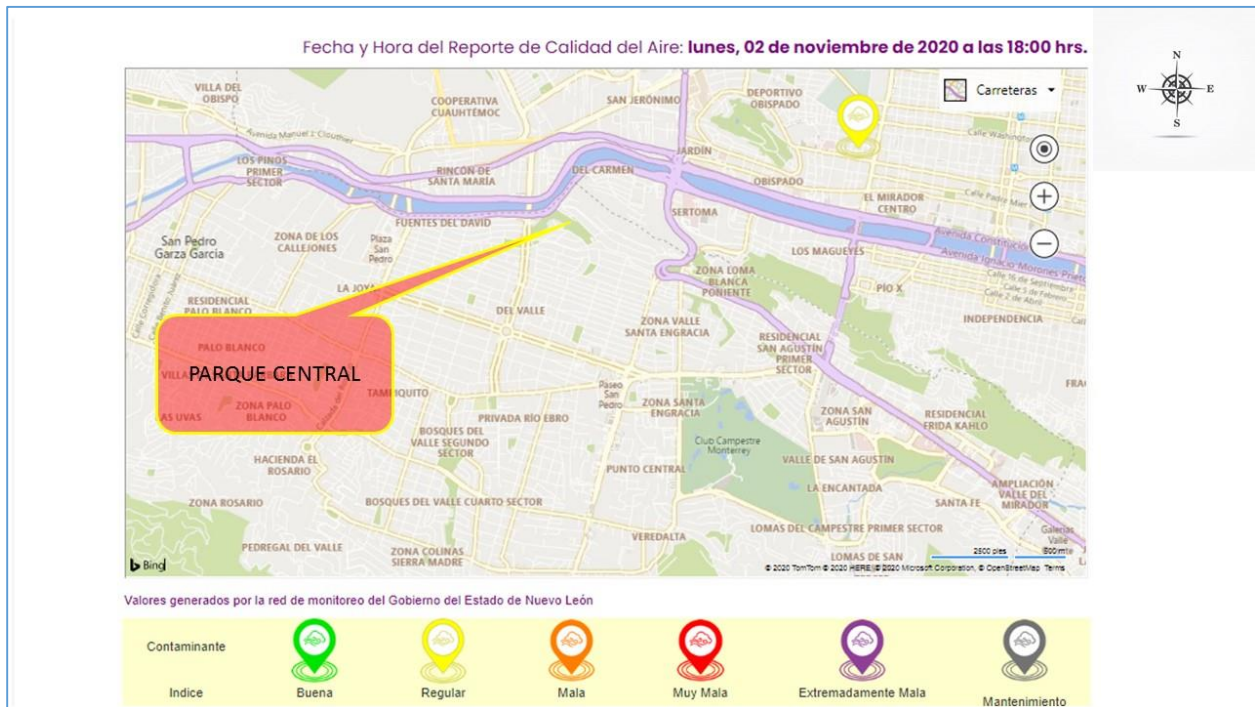 Fecha y Hora del Reporte de Calidad del Aire: lunes, 02 de noviembre de 2020 a las 18:00 hrs.
N
W E
S
Carreteras
VILLA DEL
OBISPO
COOPERATIVA
CUAUHTÉMOC
SAN JERÓNIMO
DEPORTIVO
OBISPADO
Avenida Manuel J. Clouthier
Calle Washington
LOS PINOS
PRIMER
SECTOR
RINCÓN DE
SANTA MARÍA
DEL CARMEN
JARDÍN
OBISPADO
EL MIRADOR
CENTRO
Calle Padre Mier
SERTOMA
FUENTES DEL DAVID
San Pedro
Garza García
ZONA DE LOS
CALLEJONES
Plaza
San
Pedro
LOS MAGUEYES
Avenida Constitución
Avenida Ignacio Morones Prieto
Calle 16 de Septiembre
Calle 5 de Febrero
Calle 2 de Abril
Calle Corregidora
Calle Benito Juárez
LA JOYA
ZONA LOMA
BLANCA
PONIENTE
PÍO X
RESIDENCIAL
PALO BLANCO
DEL VALLE
ZONA VALLE
SANTA ENGRACIA
INDEPENDENCIA
RESIDENCIAL
SAN AGUSTÍN
PRIMER
SECTOR
PALO BLANCO
PARQUE CENTRAL
TAMPIQUITO
Paseo
San
Pedro
ZONA SANTA
ENGRACIA
AS UVAS
ZONA PALO
BLANCO
PRIVADA RÍO EBRO
ZONA SAN
AGUSTÍN
RESIDENCIAL
FRIDA KAHLO
BOSQUES DEL
VALLE SEGUNDO
SECTOR
Club Campestre
Monterrey
HACIENDA EL
ROSARIO
PUNTO CENTRAL
VALLE DE SAN AGUSTÍN
LA ENCANTADA
AMPLIACIÓN
VALLE DEL
MIRADOR
ZONA ROSARIO
BOSQUES DEL VALLE CUARTO SECTOR
SANTA FE
LOMAS DEL CAMPESTRE PRIMER SECTOR
VEREDALTA
Galerías
Valle
PEDREGAL DEL VALLE
ZONA COLINAS
SIERRA MADRE
LOMAS DE SAN
2500 pies 500 m
Bing
© 2020 TomTom © 2020 HERE, © 2020 Microsoft Corporation, © OpenStreetMap Terms
Valores generados por la red de monitoreo del Gobierno del Estado de Nuevo León
Contaminante
Indice Buena Regular Mala Muy Mala Extremadamente Mala Mantenimiento